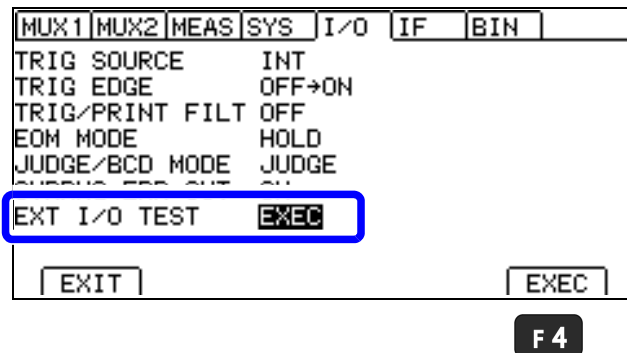 MUX1 MUX2 MEAS SYS I/O IF BIN
TRIG SOURCE INT
TRIG EDGE OFF→ON
TRIG/PRINT FILT OFF
EOM MODE HOLD
JUDGE/BCD MODE JUDGE
EXT I/O TEST EXEC
EXIT EXEC
F4